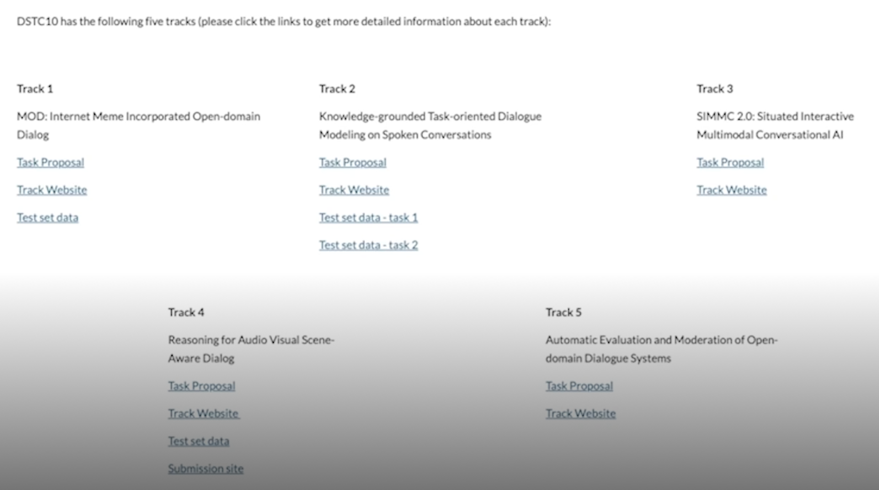 DSTC10 has the following five tracks (please click the links to get more detailed information about each track):
Track 1
MOD: Internet Meme Incorporated Open-domain
Dialog
Task Proposal
Track Website
Test set data
Track 2
Knowledge-grounded Task-oriented Dialogue
Modeling on Spoken Conversations
Task Proposal
Track Website
Test set data - task 1
Test set data - task 2
Track 3
SIMMC 2.0: Situated Interactive
Multimodal Conversational AI
Task Proposal
Track Website
Track 4
Reasoning for Audio Visual Scene-
Aware Dialog
Task Proposal
Track Website
Test set data
Submission site
Track 5
Automatic Evaluation and Moderation of Open-
domain Dialogue Systems
Task Proposal
Track Website